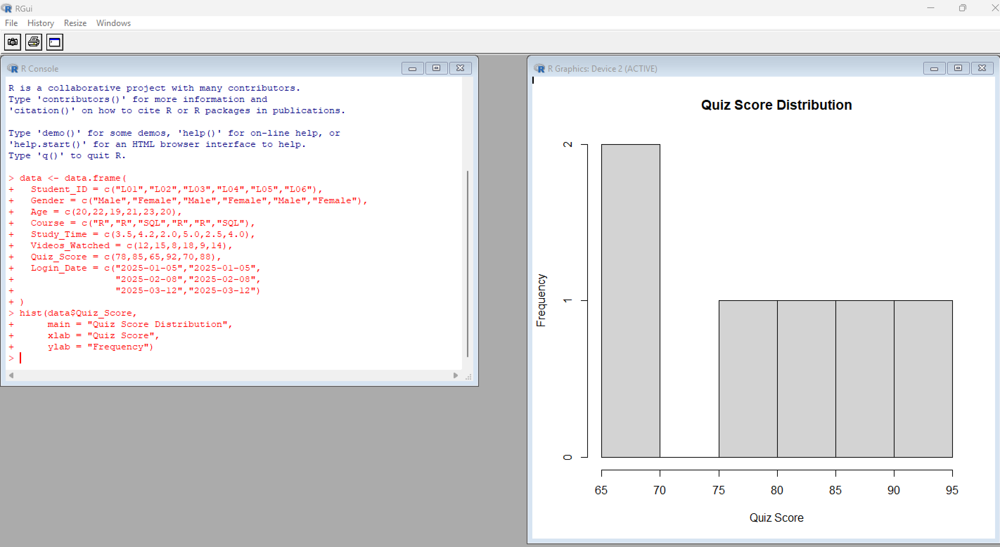 RGui
File History Resize Windows
R Console
R is a collaborative project with many contributors.
Type 'contributors()' for more information and
'citation()' on how to cite R or R packages in publications.
Type 'demo()' for some demos, 'help()' for on-line help, or
'help.start()' for an HTML browser interface to help.
Type 'q()' to quit R.
> data <- data.frame(
+   Student_ID = c("L01","L02","L03","L04","L05","L06"),
+   Gender = c("Male","Female","Male","Female","Male","Female"),
+   Age = c(20,22,19,21,23,20),
+   Course = c("R","R","SQL","R","R","SQL"),
+   Study_Time = c(3.5,4.2,2.0,5.0,2.5,4.0),
+   Videos_Watched = c(12,15,8,18,9,14),
+   Quiz_Score = c(78,85,65,92,70,88),
+   Login_Date = c("2025-01-05","2025-01-05",
+                  "2025-02-08","2025-02-08",
+                  "2025-03-12","2025-03-12")
+ )
> hist(data$Quiz_Score,
+      main = "Quiz Score Distribution",
+      xlab = "Quiz Score",
+      ylab = "Frequency")
>
R Graphics: Device 2 (ACTIVE)
Quiz Score Distribution
Frequency
2
1
0
65 70 75 80 85 90 95
Quiz Score